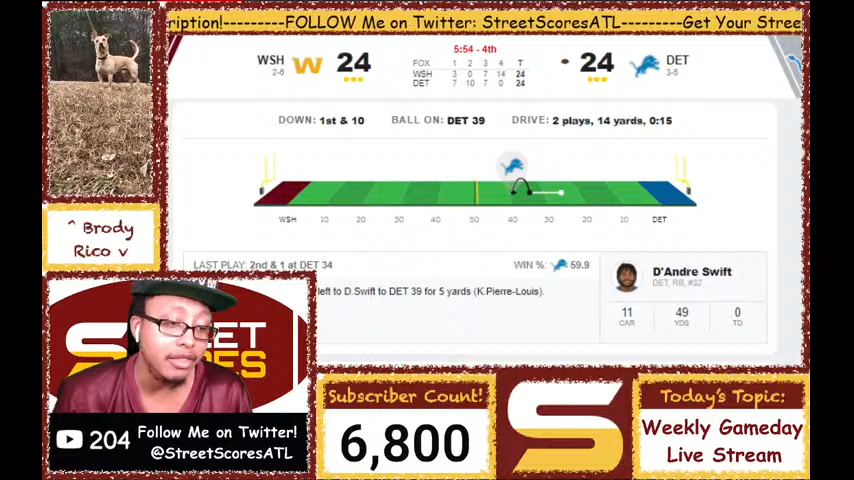 ription!---------FOLLOW Me on Twitter: StreetScoresATL---------Get Your Stree
5:54 - 4th
WSH
2-6
24
FOX 1 2 3 4 T
WSH 3 0 7 14 24
DET 7 10 7 0 24
24
DET
3-5
DOWN: 1st & 10
BALL ON: DET 39
DRIVE: 2 plays, 14 yards, 0:15
WSH 10 20 30 40 50 40 30 20 10 DET
^ Brody
Rico v
LAST PLAY: 2nd & 1 at DET 34
WIN %: 59.9
left to D.Swift to DET 39 for 5 yards (K.Pierre-Louis).
D'Andre Swift
DET, RB, #32
11 49 0
CAR YDS TD
204
Follow Me on Twitter!
@StreetScoresATL
Subscriber Count!
6,800
Today's Topic:
Weekly Gameday
Live Stream